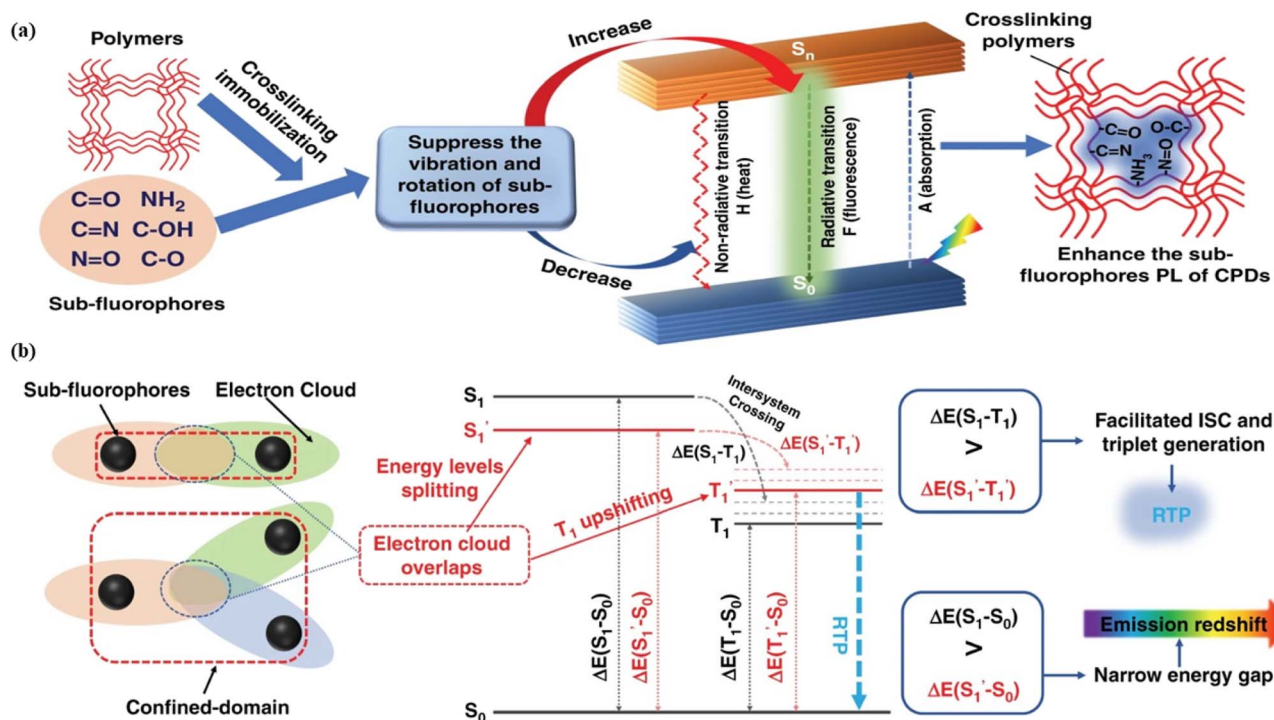 (a)
Polymers
Crosslinking
immobilization
C=O NH2
C=N C-OH
N=O C-O
Sub-fluorophores
Suppress the
vibration and
rotation of sub-
fluorophores
Increase
Decrease
Sn
S0
Non-radiative transition
H (heat)
Radiative transition
F (fluorescence)
A (absorption)
Crosslinking
polymers
-C=O O-C-
-C=N
-NH3
-N=O
Enhance the sub-
fluorophores PL of CPDs
(b)
Sub-fluorophores Electron Cloud
Confined-domain
Electron cloud
overlaps
Energy levels
splitting
T1 upshifting
S1
S1'
Intersystem
Crossing
ΔE(S1-T1)
ΔE(S1'-T1')
T1'
T1
ΔE(S1-S0)
ΔE(S1'-S0)
ΔE(T1-S0)
ΔE(T1'-S0)
RTP
S0
ΔE(S1-T1)
>
ΔE(S1'-T1')
Facilitated ISC and
triplet generation
RTP
ΔE(S1-S0)
>
ΔE(S1'-S0)
Emission redshift
Narrow energy gap